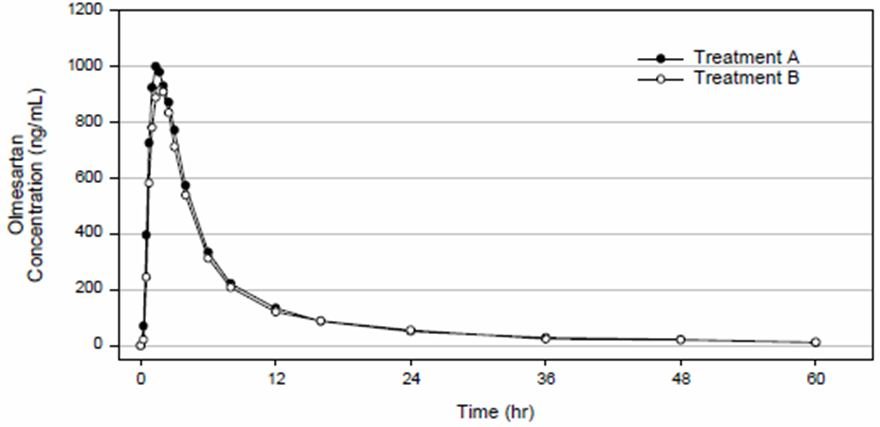 1200
1000
800
600
400
200
0
Olmesartan
Concentration (ng/mL)
Treatment A
Treatment B
0 12 24 36 48 60
Time (hr)